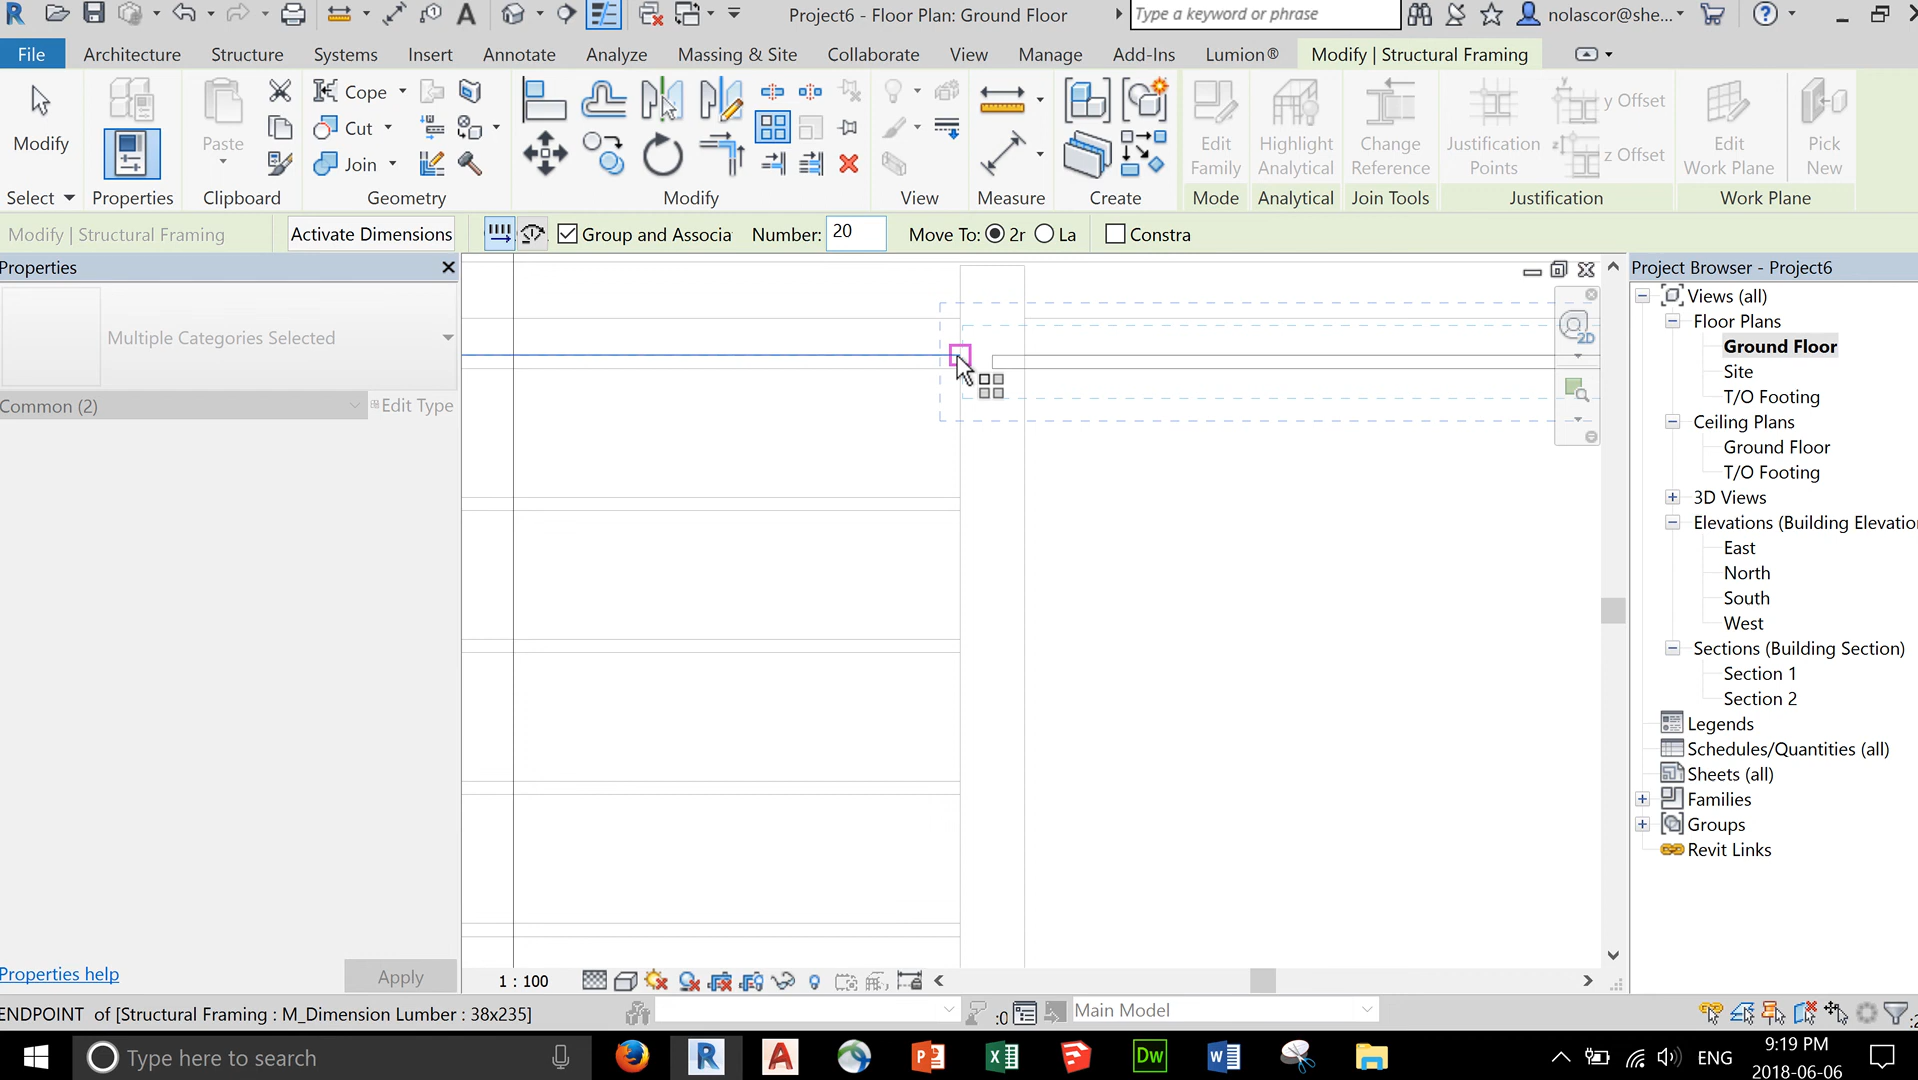 Project6 - Floor Plan: Ground Floor
Type a keyword or phrase
nolascor@she...
File
Architecture
Structure
Systems
Insert
Annotate
Analyze
Massing & Site
Collaborate
View
Manage
Add-Ins
Lumion®
Modify | Structural Framing
Modify
Paste
Cope
Cut
Join
Edit
Family
Highlight
Analytical
Change
Reference
Justification
Points
y Offset
z Offset
Edit
Work Plane
Pick
New
Select
Properties
Clipboard
Geometry
Modify
View
Measure
Create
Mode
Analytical
Join Tools
Justification
Work Plane
Modify | Structural Framing
Activate Dimensions
Group and Associa
Number: 20
Move To:
2r
La
Constra
Properties
Multiple Categories Selected
Common (2)
Edit Type
Properties help
Apply
2D
Project Browser - Project6
Views (all)
Floor Plans
Ground Floor
Site
T/O Footing
Ceiling Plans
Ground Floor
T/O Footing
3D Views
Elevations (Building Elevatio
East
North
South
West
Sections (Building Section)
Section 1
Section 2
Legends
Schedules/Quantities (all)
Sheets (all)
Families
Groups
Revit Links
1 : 100
ENDPOINT of [Structural Framing : M_Dimension Lumber : 38x235]
:0
Main Model
Type here to search
Dw
ENG
9:19 PM
2018-06-06